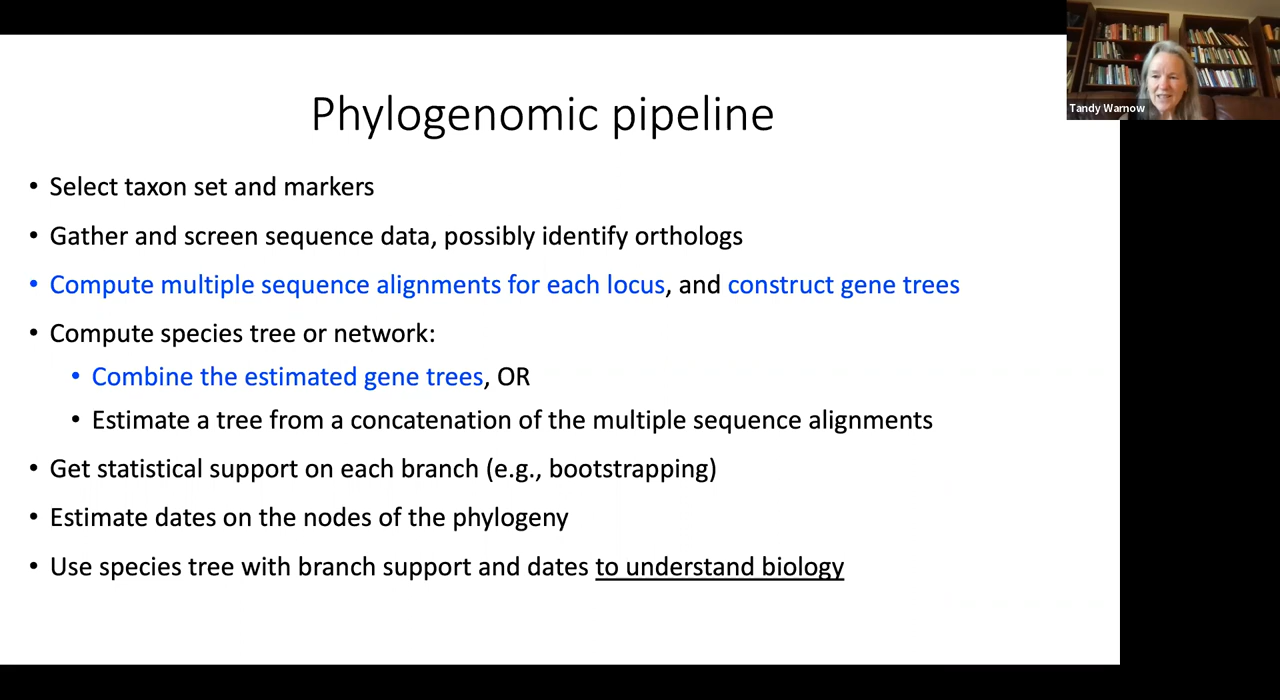 Phylogenomic pipeline
Tandy Warnow
• Select taxon set and markers
• Gather and screen sequence data, possibly identify orthologs
• Compute multiple sequence alignments for each locus, and construct gene trees
• Compute species tree or network:
• Combine the estimated gene trees, OR
• Estimate a tree from a concatenation of the multiple sequence alignments
• Get statistical support on each branch (e.g., bootstrapping)
• Estimate dates on the nodes of the phylogeny
• Use species tree with branch support and dates to understand biology